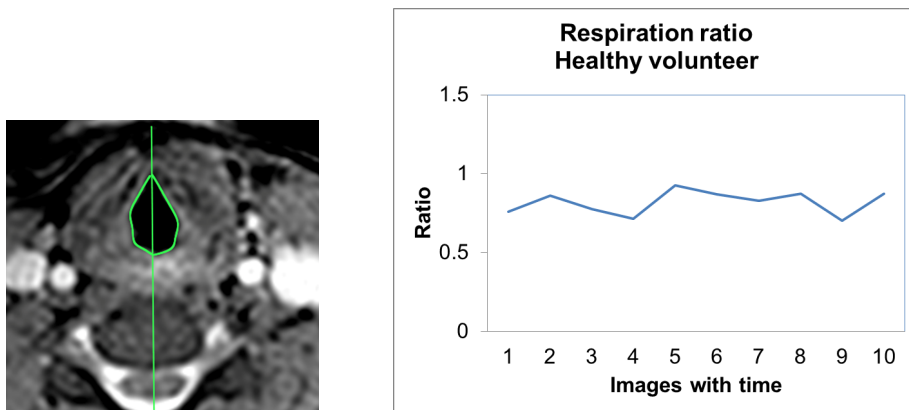 Respiration ratio
Healthy volunteer
1.5
1
0.5
0
Ratio
1 2 3 4 5 6 7 8 9 10
Images with time